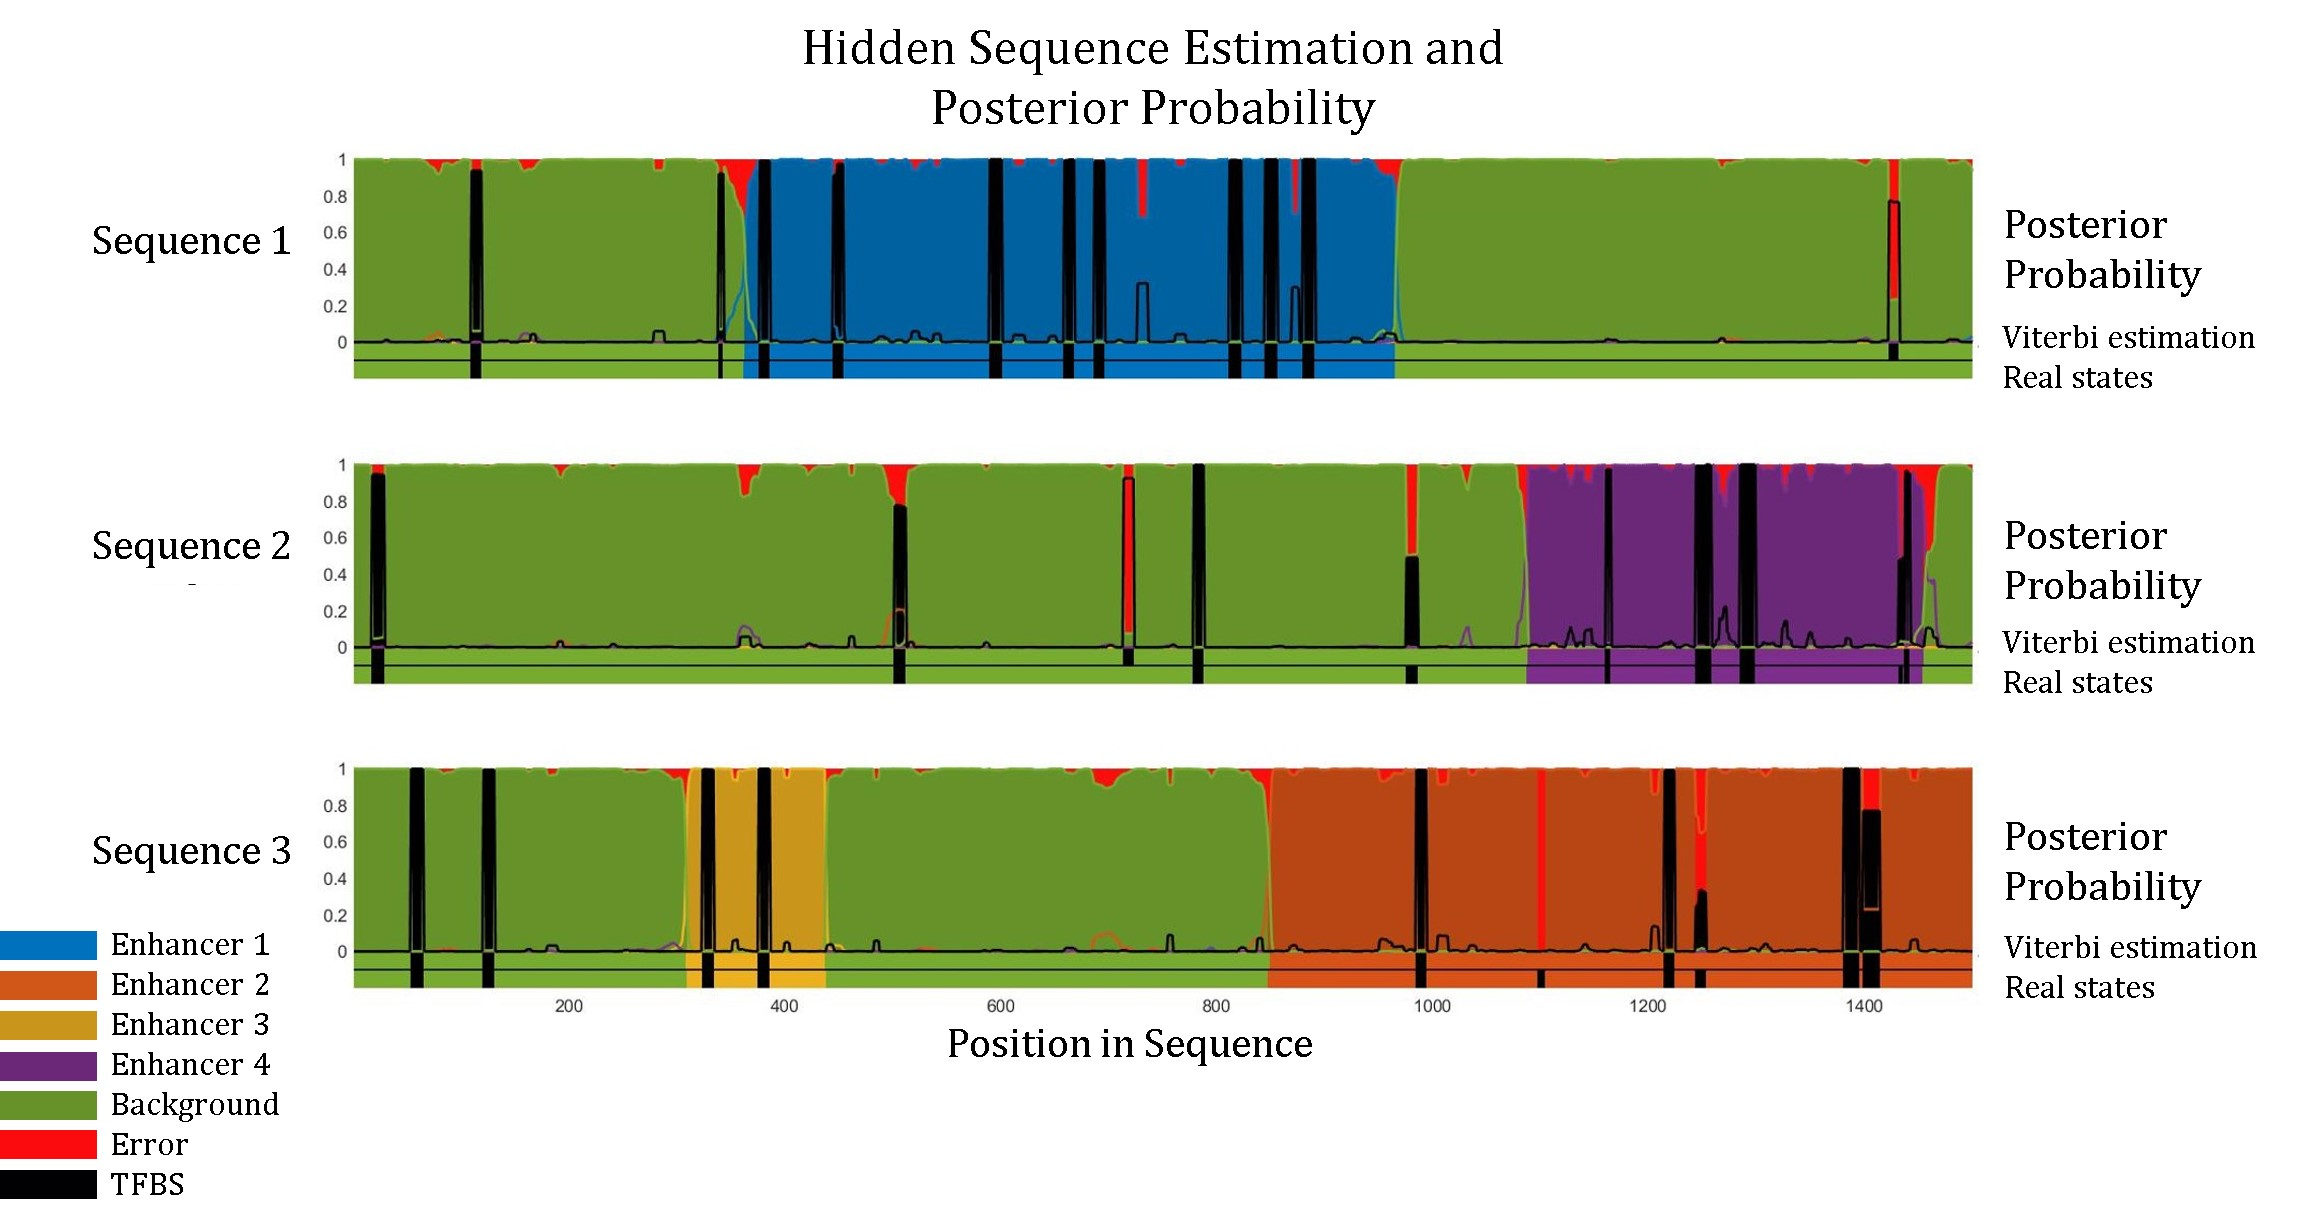 Hidden Sequence Estimation and
Posterior Probability
Sequence 1
1
0.8
0.6
0.4
0.2
0
Posterior
Probability
Viterbi estimation
Real states
Sequence 2
1
0.8
0.6
0.4
0.2
0
Posterior
Probability
Viterbi estimation
Real states
Sequence 3
1
0.8
0.6
0.4
0.2
0
Posterior
Probability
Viterbi estimation
Real states
200 400 600 800 1000 1200 1400
Position in Sequence
Enhancer 1
Enhancer 2
Enhancer 3
Enhancer 4
Background
Error
TFBS